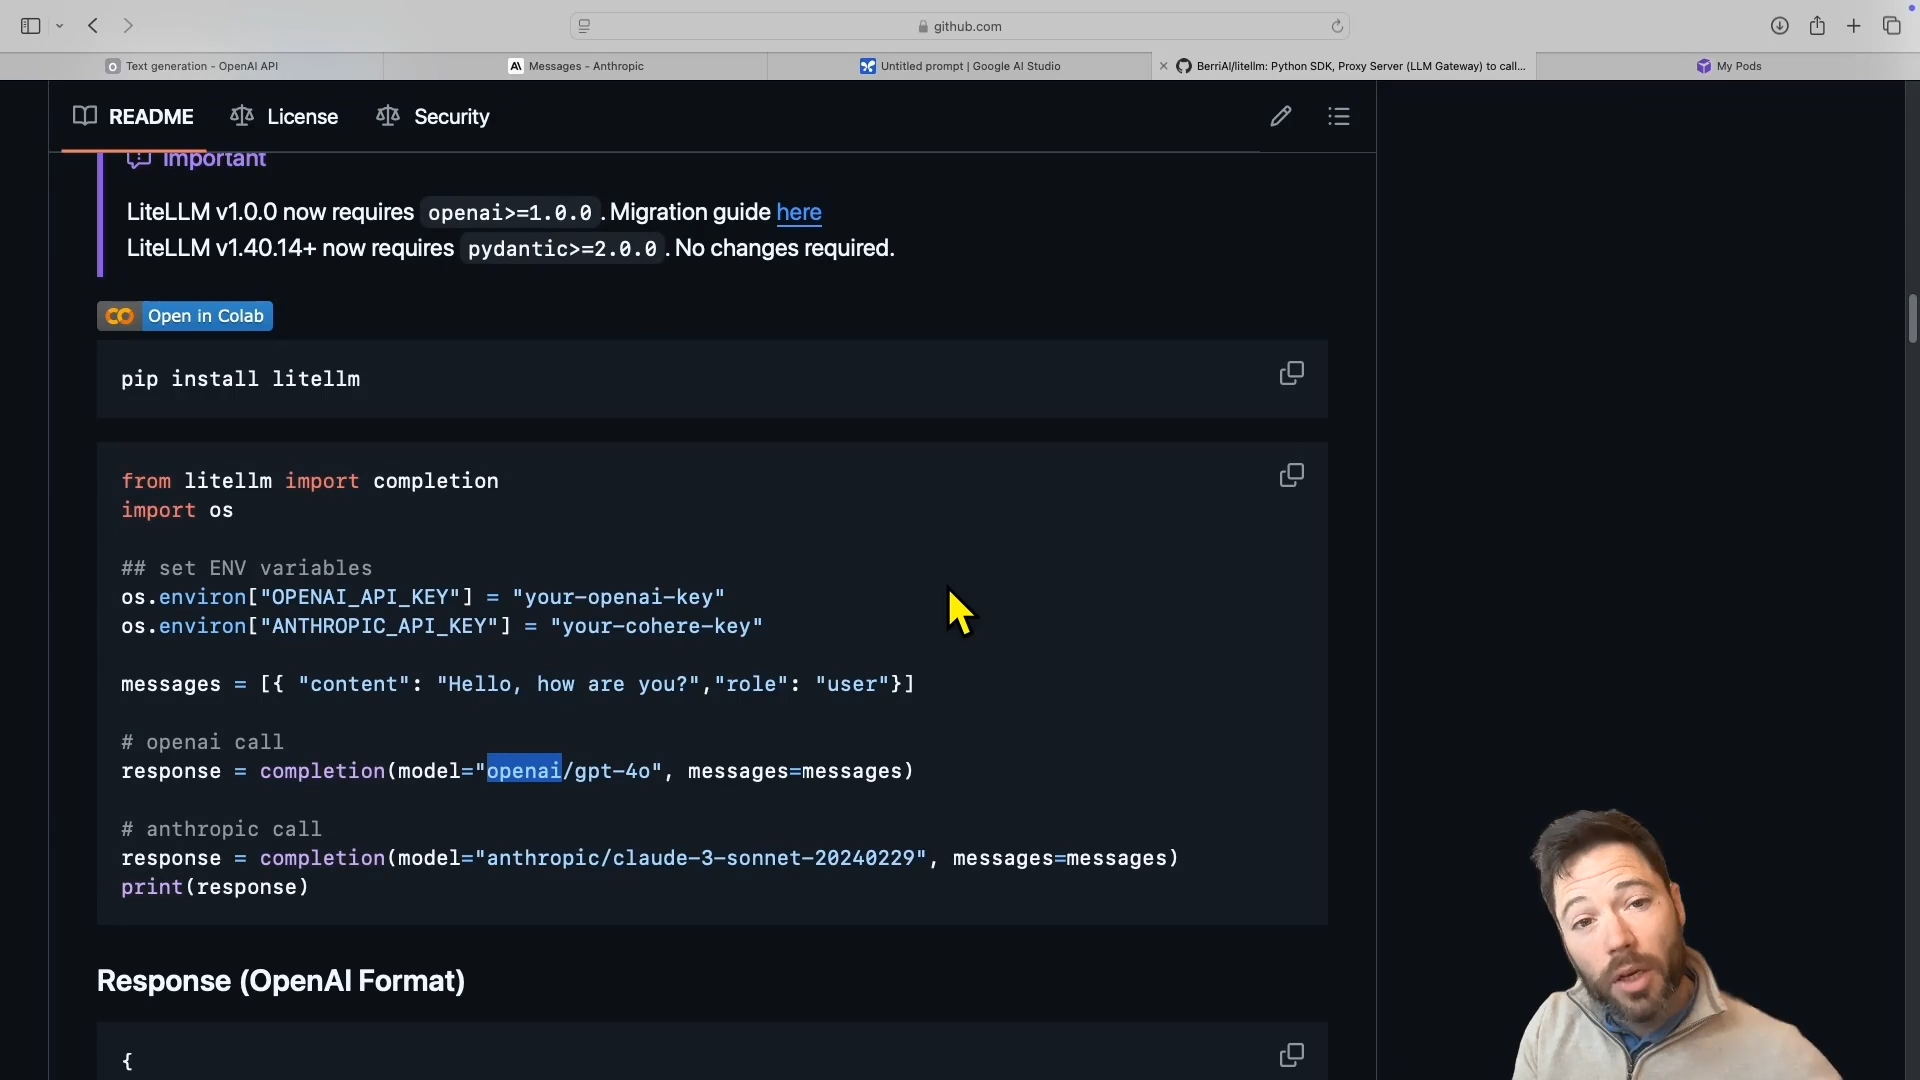 github.com
Text generation - OpenAI API
Messages - Anthropic
Untitled prompt | Google AI Studio
BerriAI/litellm: Python SDK, Proxy Server (LLM Gateway) to call...
My Pods
README
License
Security
Important
LiteLLM v1.0.0 now requires openai>=1.0.0. Migration guide here
LiteLLM v1.40.14+ now requires pydantic>=2.0.0. No changes required.
Open in Colab
pip install litellm
from litellm import completion
import os
## set ENV variables
os.environ["OPENAI_API_KEY"] = "your-openai-key"
os.environ["ANTHROPIC_API_KEY"] = "your-cohere-key"
messages = [{ "content": "Hello, how are you?","role": "user"}]
# openai call
response = completion(model="openai/gpt-4o", messages=messages)
# anthropic call
response = completion(model="anthropic/claude-3-sonnet-20240229", messages=messages)
print(response)
Response (OpenAI Format)
{